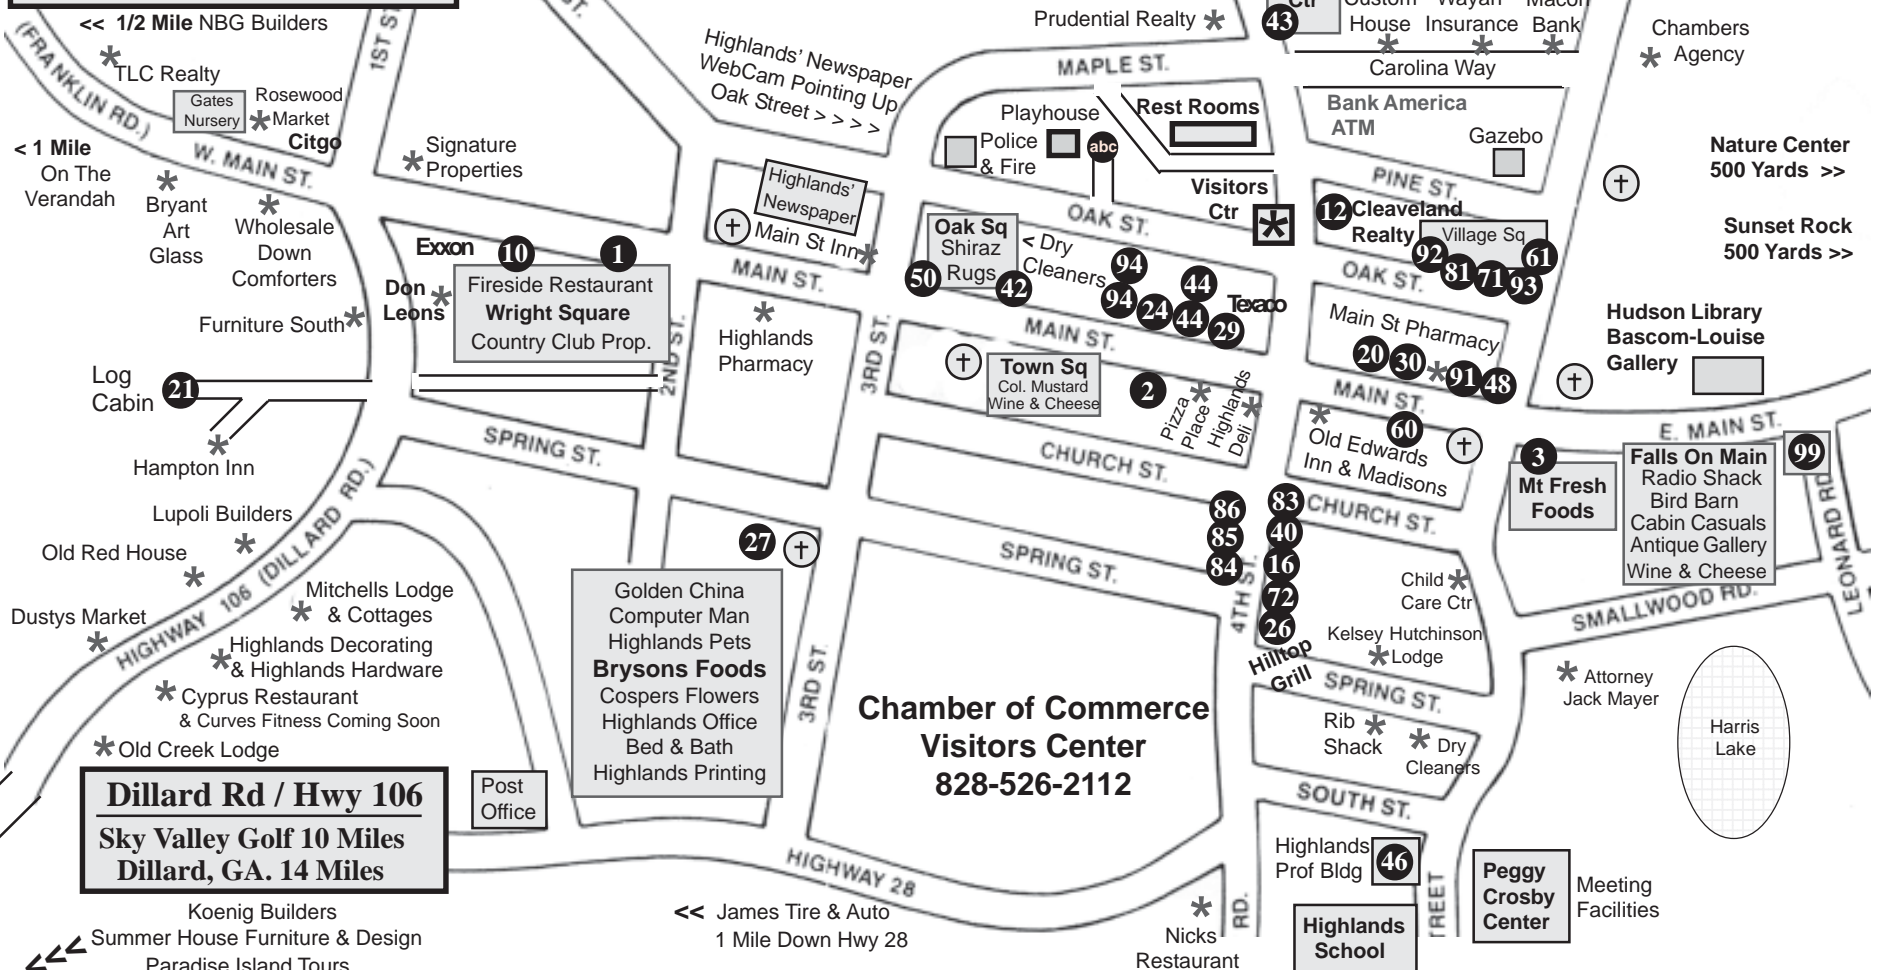 << 1/2 Mile NBG Builders
TLC Realty
Gates
Nursery
Rosewood
Market
Citgo
(FRANKLIN RD.)
W. MAIN ST.
1ST S
ST.
< 1 Mile
On The
Verandah
Bryant
Art
Glass
Wholesale
Down
Comforters
Signature
Properties
Furniture South
Exxon
10
1
Don
Leons
Fireside Restaurant
Wright Square
Country Club Prop.
2ND ST.
Log
Cabin
21
Hampton Inn
SPRING ST.
Lupoli Builders
Old Red House
Dustys Market
HIGHWAY 106 (DILLARD RD.)
Mitchells Lodge
& Cottages
Highlands Decorating
& Highlands Hardware
Cyprus Restaurant
& Curves Fitness Coming Soon
Old Creek Lodge
Dillard Rd / Hwy 106
Sky Valley Golf 10 Miles
Dillard, GA. 14 Miles
Koenig Builders
Summer House Furniture & Design
Paradise Island Tours
<<<
Post
Office
Highlands' Newspaper
WebCam Pointing Up
Oak Street > > > >
Highlands'
Newspaper
Main St Inn
MAIN ST.
Highlands
Pharmacy
3RD ST.
27
Golden China
Computer Man
Highlands Pets
Brysons Foods
Cospers Flowers
Highlands Office
Bed & Bath
Highlands Printing
3RD ST.
HIGHWAY 28
<< James Tire & Auto
1 Mile Down Hwy 28
Chamber of Commerce
Visitors Center
828-526-2112
Prudential Realty
43
Ctr
Custom
House
Wayah
Insurance
Macon
Bank
Carolina Way
MAPLE ST.
Playhouse
Police
& Fire
abc
Rest Rooms
Visitors
Ctr
OAK ST.
Oak Sq
Shiraz
Rugs
50
42
< Dry
Cleaners
94
94
24
44
44
29
Texaco
MAIN ST.
Town Sq
Col. Mustard
Wine & Cheese
2
Pizza
Place
Highlands
Deli
CHURCH ST.
SPRING ST.
86
85
84
83
40
16
72
26
4TH ST.
Hilltop
Grill
Bank America
ATM
Gazebo
PINE ST.
12
Cleaveland
Realty
Village Sq
92
81
71
93
61
OAK ST.
Main St Pharmacy
20
30
91
48
MAIN ST.
60
Old Edwards
Inn & Madisons
CHURCH ST.
Child
Care Ctr
Kelsey Hutchinson
Lodge
SPRING ST.
Rib
Shack
Dry
Cleaners
SOUTH ST.
Highlands
Prof Bldg
46
Highlands
School
Nicks
Restaurant
RD.
TREET
Peggy
Crosby
Center
Meeting
Facilities
Chambers
Agency
Nature Center
500 Yards >>
Sunset Rock
500 Yards >>
Hudson Library
Bascom-Louise
Gallery
E. MAIN ST.
3
Mt Fresh
Foods
Falls On Main
Radio Shack
Bird Barn
Cabin Casuals
Antique Gallery
Wine & Cheese
99
LEONARD RD.
SMALLWOOD RD.
Attorney
Jack Mayer
Harris
Lake